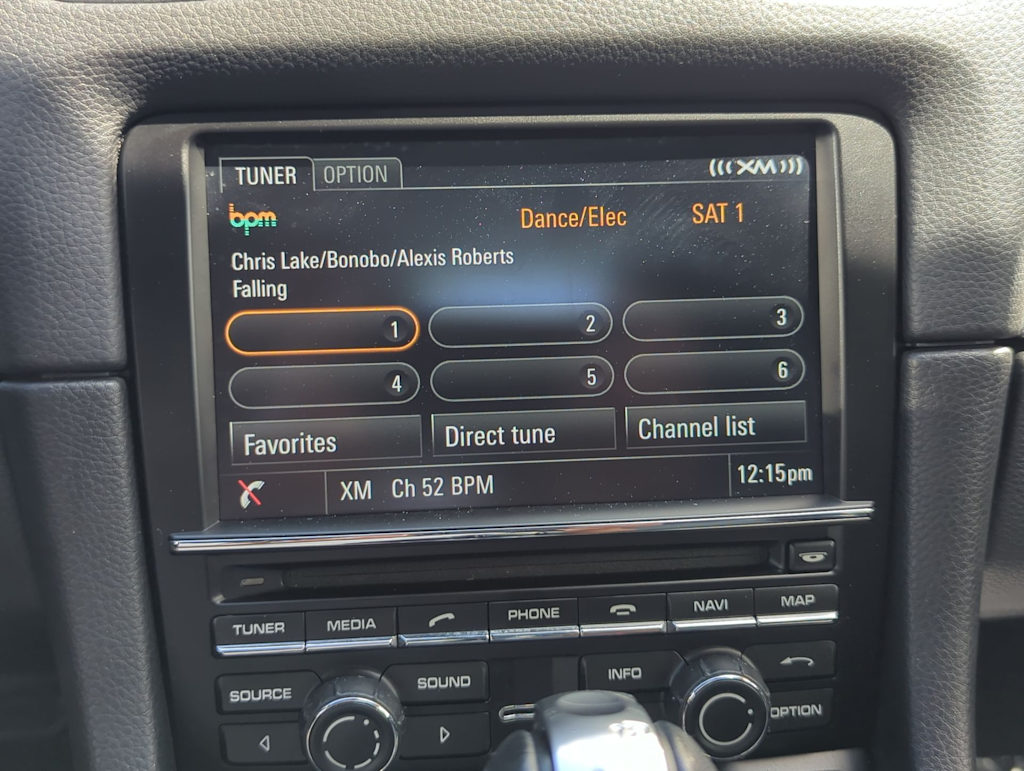 TUNER OPTION XM
bpm Dance/Elec SAT 1
Chris Lake/Bonobo/Alexis Roberts
Falling
1 2 3
4 5 6
Favorites Direct tune Channel list
XM Ch 52 BPM 12:15pm
TUNER MEDIA PHONE NAVI MAP
SOURCE SOUND INFO
OPTION